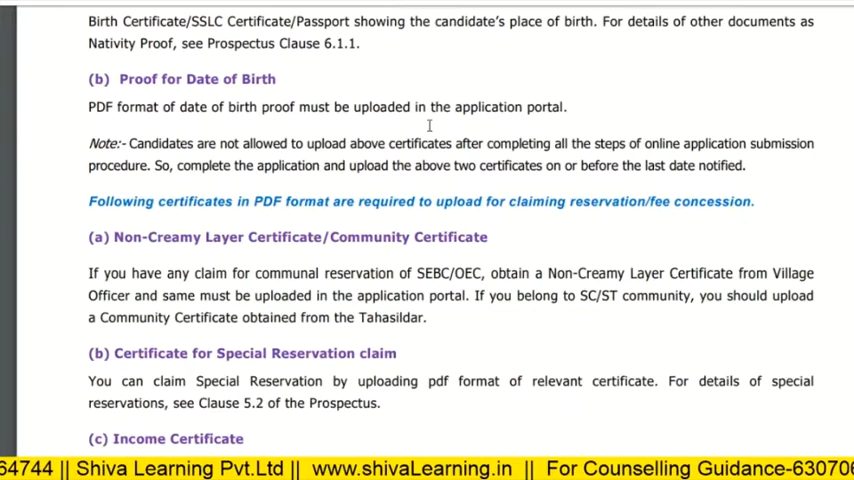 Birth Certificate/SSLC Certificate/Passport showing the candidate's place of birth. For details of other documents as
Nativity Proof, see Prospectus Clause 6.1.1.
(b) Proof for Date of Birth
PDF format of date of birth proof must be uploaded in the application portal.
Note:- Candidates are not allowed to upload above certificates after completing all the steps of online application submission
procedure. So, complete the application and upload the above two certificates on or before the last date notified.
Following certificates in PDF format are required to upload for claiming reservation/fee concession.
(a) Non-Creamy Layer Certificate/Community Certificate
If you have any claim for communal reservation of SEBC/OEC, obtain a Non-Creamy Layer Certificate from Village
Officer and same must be uploaded in the application portal. If you belong to SC/ST community, you should upload
a Community Certificate obtained from the Tahasildar.
(b) Certificate for Special Reservation claim
You can claim Special Reservation by uploading pdf format of relevant certificate. For details of special
reservations, see Clause 5.2 of the Prospectus.
(c) Income Certificate
64744 || Shiva Learning Pvt.Ltd || www.shivaLearning.in || For Counselling Guidance-630706